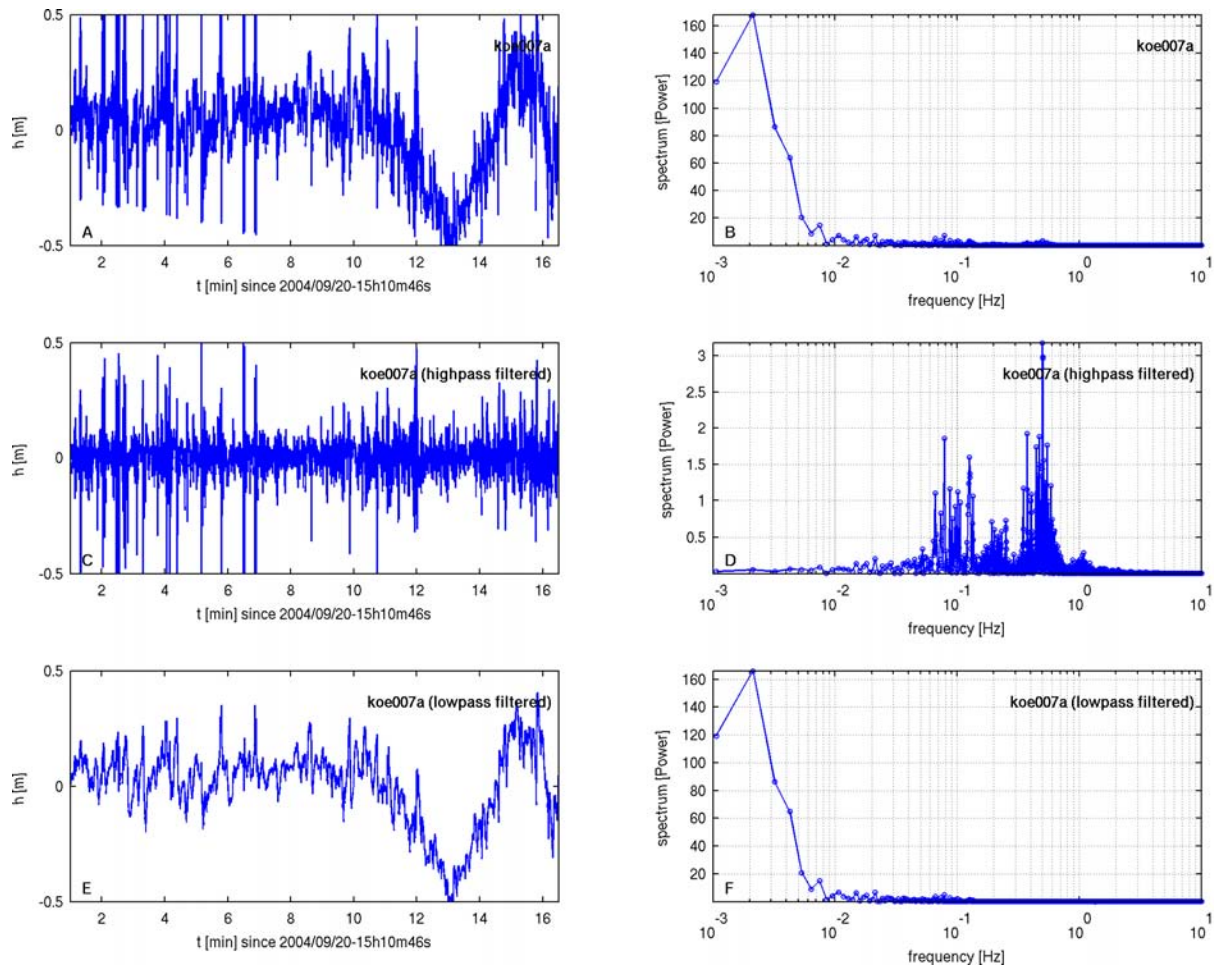 0.5
koe007a
h [m]
0
A
-0.5
2 4 6 8 10 12 14 16
t [min] since 2004/09/20-15h10m46s
160
koe007a
140
120
spectrum [Power]
100
80
60
40
20
B
10 -3 10 -2 10 -1 10 0 10 1
frequency [Hz]
0.5
koe007a (highpass filtered)
h [m]
0
C
-0.5
2 4 6 8 10 12 14 16
t [min] since 2004/09/20-15h10m46s
3
koe007a (highpass filtered)
2.5
spectrum [Power]
2
1.5
1
0.5
D
10 -3 10 -2 10 -1 10 0 10 1
frequency [Hz]
0.5
koe007a (lowpass filtered)
h [m]
0
E
-0.5
2 4 6 8 10 12 14 16
t [min] since 2004/09/20-15h10m46s
160
koe007a (lowpass filtered)
140
120
spectrum [Power]
100
80
60
40
20
F
10 -3 10 -2 10 -1 10 0 10 1
frequency [Hz]